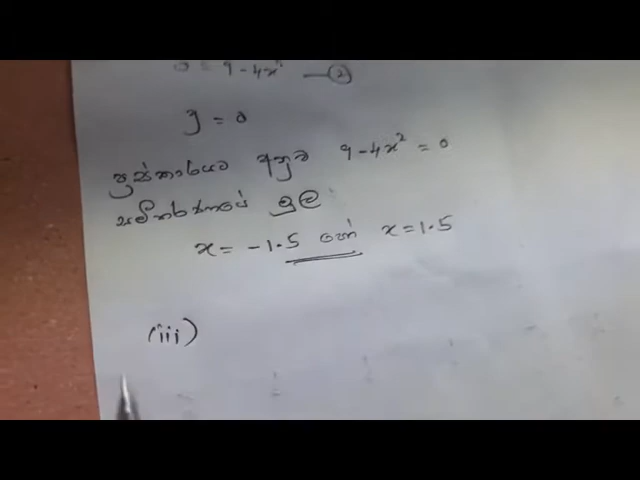 0 = 9 - 4x² —②
y = 0
ප්‍රස්තාරයට අනුව 9 - 4x² = 0
සමීකරණයේ මූල
x = -1.5 හෝ x = 1.5
(iii)